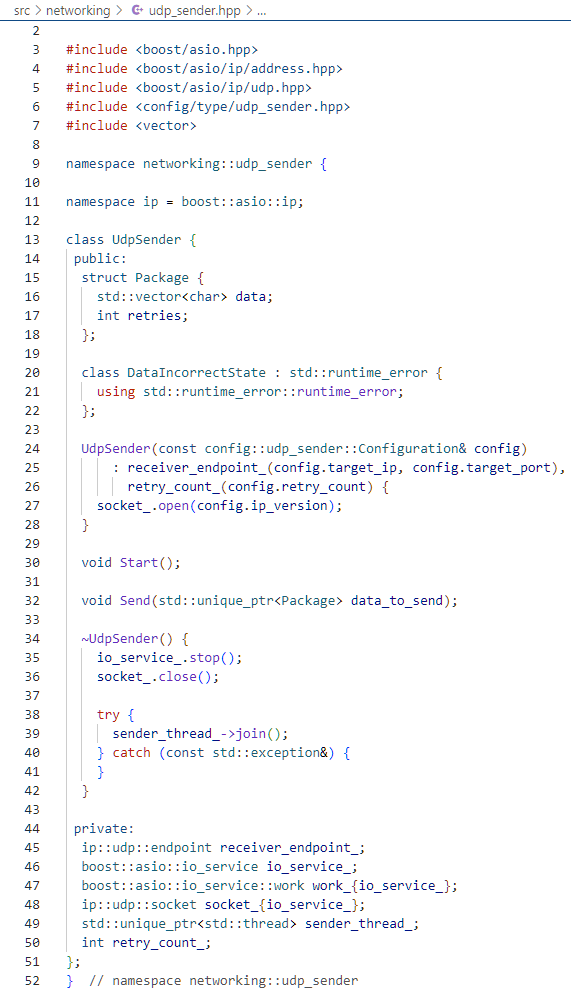 src > networking > udp_sender.hpp > ...
2
3 #include <boost/asio.hpp>
4 #include <boost/asio/ip/address.hpp>
5 #include <boost/asio/ip/udp.hpp>
6 #include <config/type/udp_sender.hpp>
7 #include <vector>
8
9 namespace networking::udp_sender {
10
11 namespace ip = boost::asio::ip;
12
13 class UdpSender {
14  public:
15   struct Package {
16     std::vector<char> data;
17     int retries;
18   };
19
20   class DataIncorrectState : std::runtime_error {
21     using std::runtime_error::runtime_error;
22   };
23
24   UdpSender(const config::udp_sender::Configuration& config)
25       : receiver_endpoint_(config.target_ip, config.target_port),
26         retry_count_(config.retry_count) {
27     socket_.open(config.ip_version);
28   }
29
30   void Start();
31
32   void Send(std::unique_ptr<Package> data_to_send);
33
34   ~UdpSender() {
35     io_service_.stop();
36     socket_.close();
37
38     try {
39       sender_thread_->join();
40     } catch (const std::exception&) {
41     }
42   }
43
44  private:
45   ip::udp::endpoint receiver_endpoint_;
46   boost::asio::io_service io_service_;
47   boost::asio::io_service::work work_{io_service_};
48   ip::udp::socket socket_{io_service_};
49   std::unique_ptr<std::thread> sender_thread_;
50   int retry_count_;
51 };
52 }  // namespace networking::udp_sender